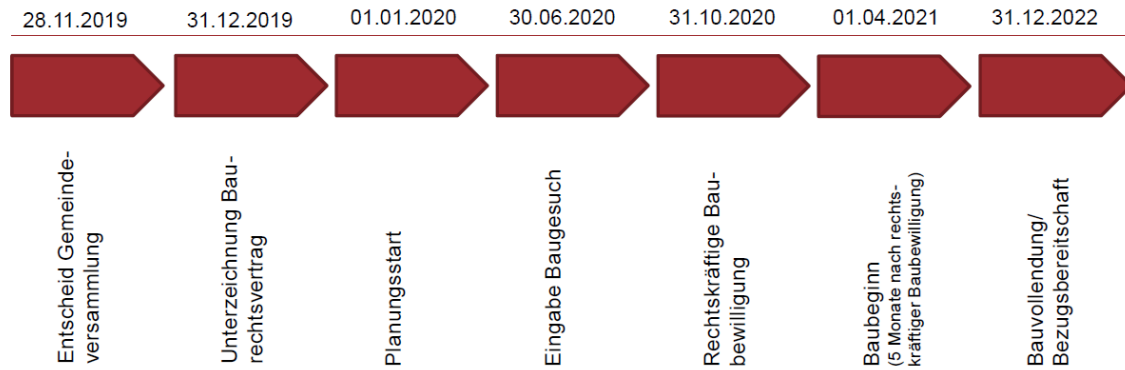 28.11.2019
31.12.2019
01.01.2020
30.06.2020
31.10.2020
01.04.2021
31.12.2022
Entscheid Gemeinde-
versammlung
Unterzeichnung Bau-
rechtsvertrag
Planungsstart
Eingabe Baugesuch
Rechtskräftige Bau-
bewilligung
Baubeginn
(5 Monate nach rechts-
kräftiger Baubewilligung)
Bauvollendung/
Bezugsbereitschaft